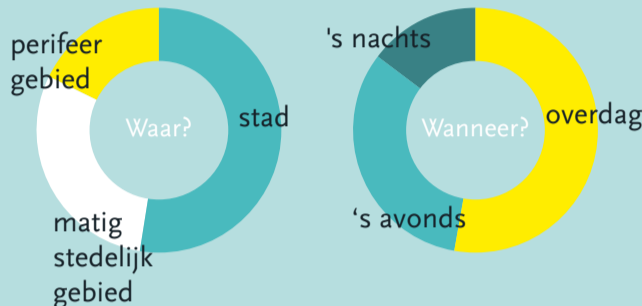 perifeer
gebied
Waar?
stad
matig
stedelijk
gebied
's nachts
Wanneer?
overdag
‘s avonds